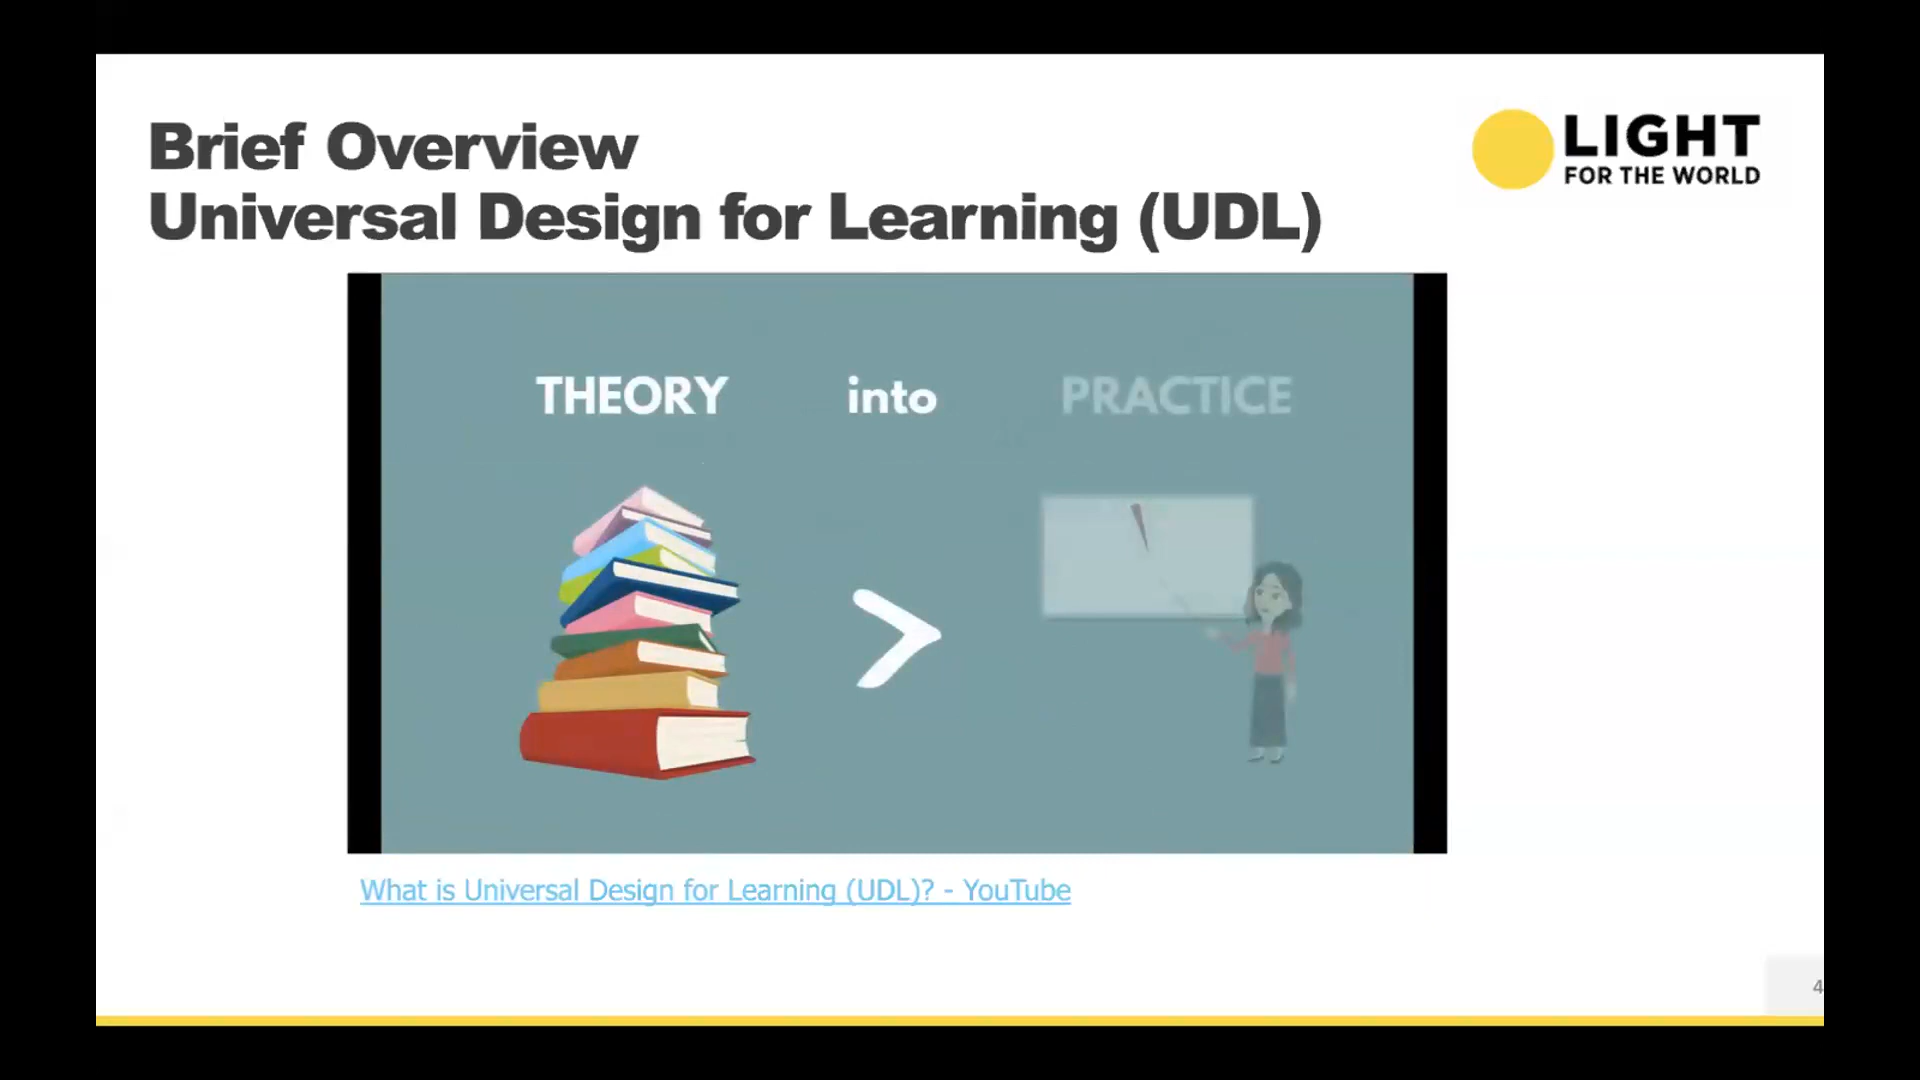 Brief Overview
Universal Design for Learning (UDL)
LIGHT
FOR THE WORLD
THEORY into PRACTICE
What is Universal Design for Learning (UDL)? - YouTube
4